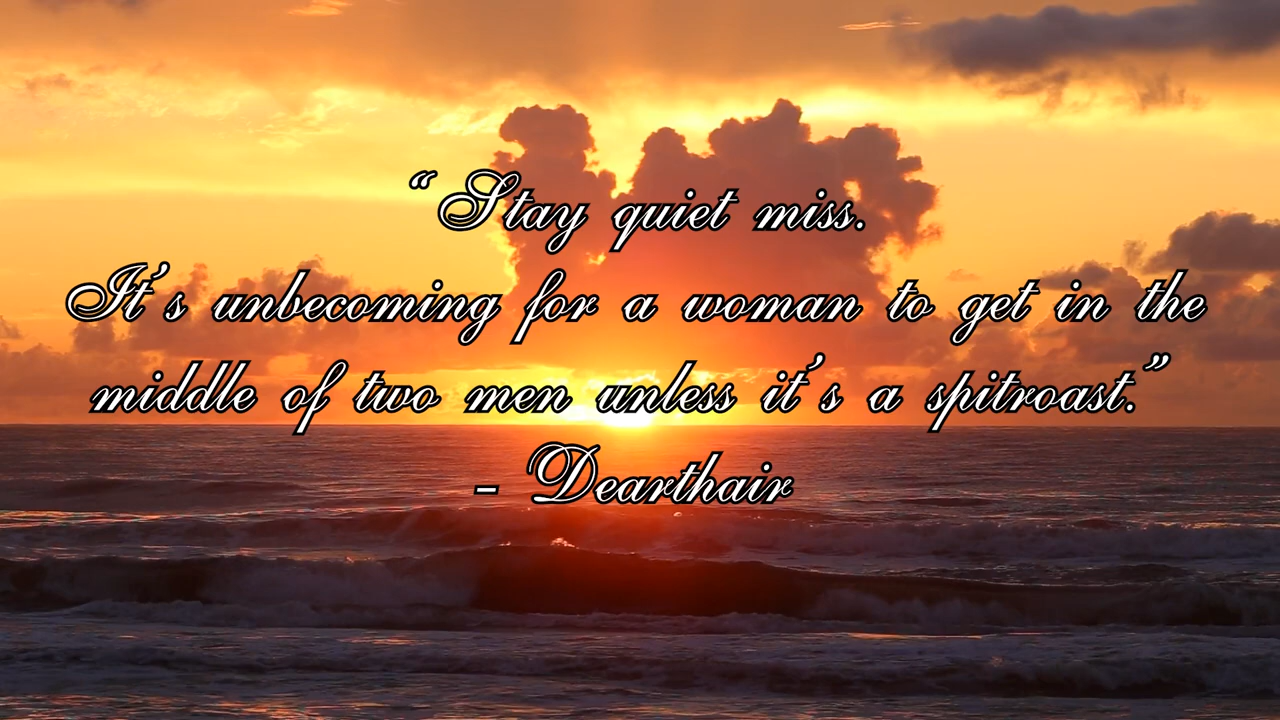 “Stay quiet miss.
It’s unbecoming for a woman to get in the
middle of two men unless it’s a spitroast.”
- Dearthair